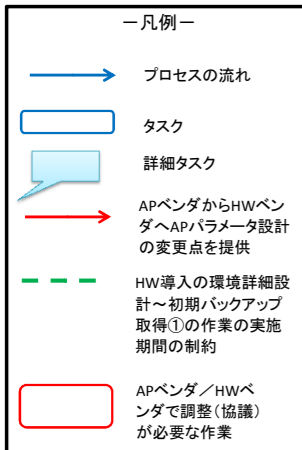 －凡例－
プロセスの流れ
タスク
詳細タスク
APベンダからHWベン
ダへAPパラメータ設計
の変更点を提供
HW導入の環境詳細設
計～初期バックアップ
取得①の作業の実施
期間の制約
APベンダ／HWベ
ンダで調整（協議）
が必要な作業